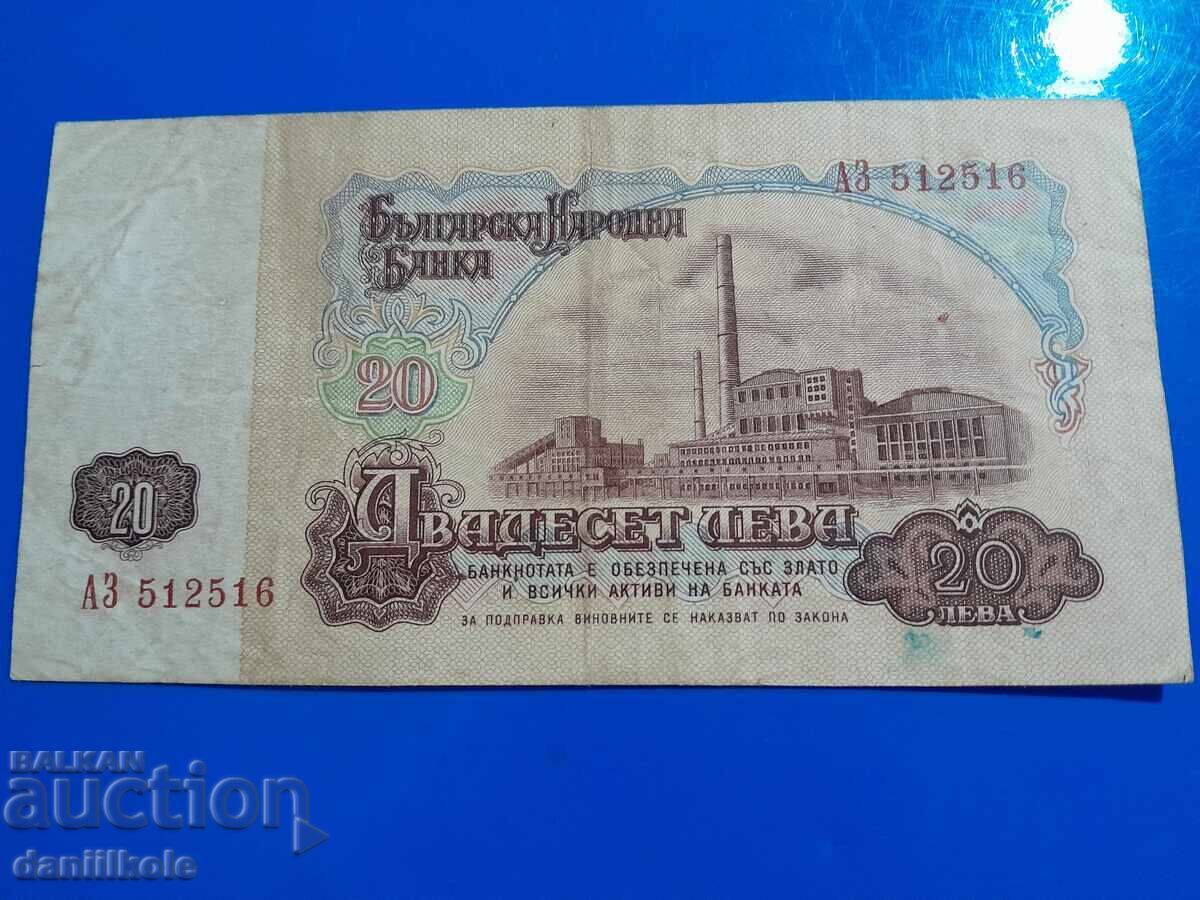 АЗ 512516
Българска Народна
Банка
20
Двадесет лева
20
БАНКНОТАТА Е ОБЕЗПЕЧЕНА СЪС ЗЛАТО
И ВСИЧКИ АКТИВИ НА БАНКАТА
ЗА ПОДПРАВКА ВИНОВНИТЕ СЕ НАКАЗВАТ ПО ЗАКОНА
20
ЛЕВА
АЗ 512516
BALKAN
auction
daniilkole